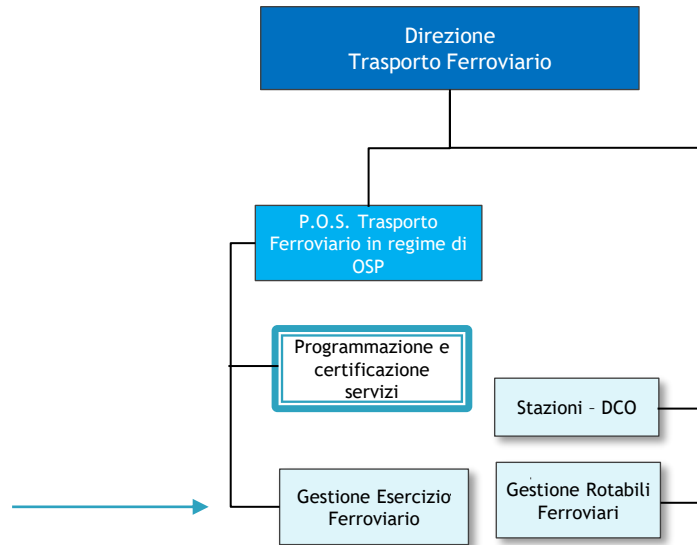 Direzione
Trasporto Ferroviario
P.O.S. Trasporto
Ferroviario in regime di
OSP
Programmazione e
certificazione
servizi
Stazioni – DCO
Gestione Esercizio
Ferroviario
Gestione Rotabili
Ferroviari